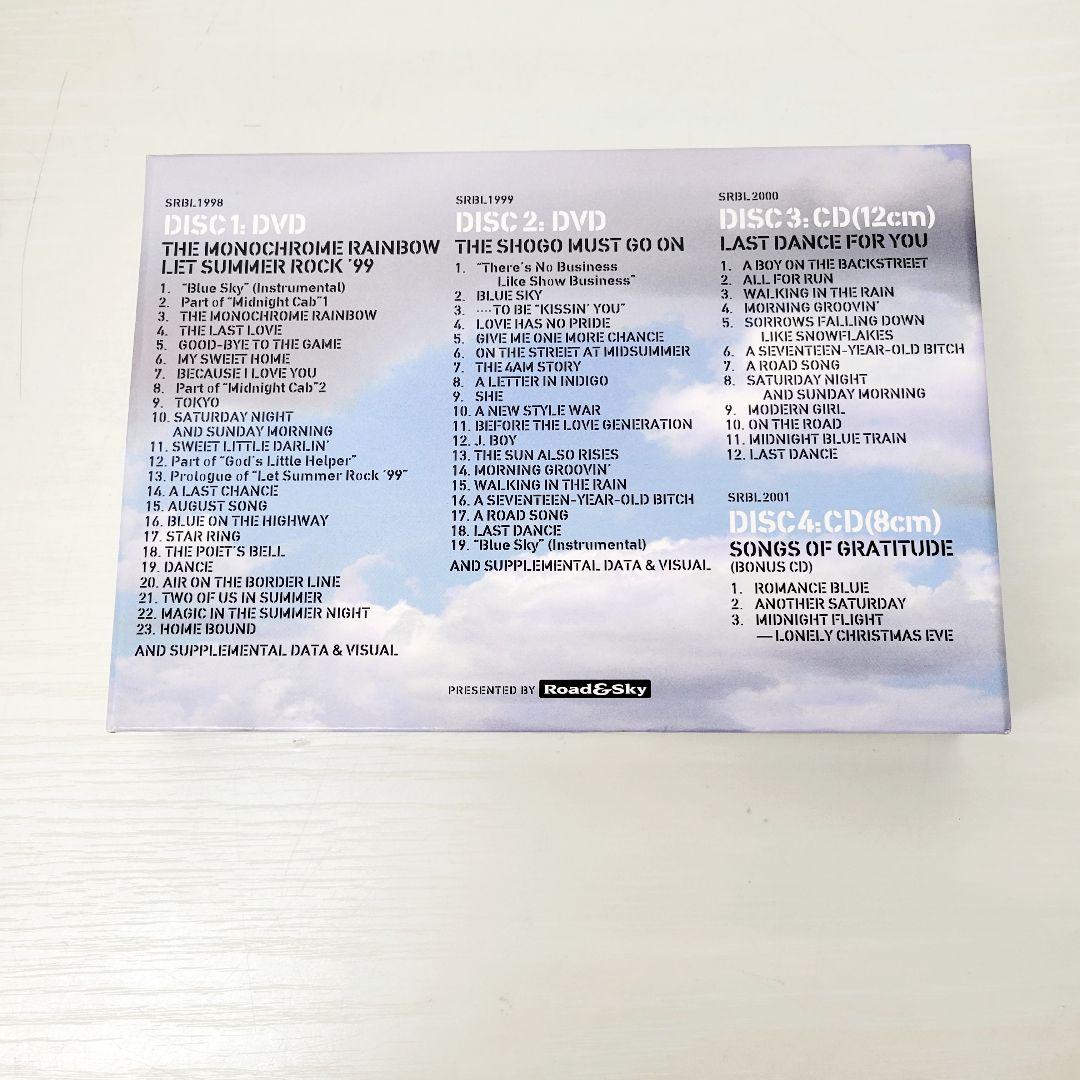 SRBL1998
DISC 1: DVD
THE MONOCHROME RAINBOW
LET SUMMER ROCK '99
1. "Blue Sky" (Instrumental)
2. Part of "Midnight Cab"1
3. THE MONOCHROME RAINBOW
4. THE LAST LOVE
5. GOOD-BYE TO THE GAME
6. MY SWEET HOME
7. BECAUSE I LOVE YOU
8. Part of "Midnight Cab"2
9. TOKYO
10. SATURDAY NIGHT
AND SUNDAY MORNING
11. SWEET LITTLE DARLIN'
12. Part of "God's Little Helper"
13. Prologue of "Let Summer Rock '99"
14. A LAST CHANCE
15. AUGUST SONG
16. BLUE ON THE HIGHWAY
17. STAR RING
18. THE POET'S BELL
19. DANCE
20. AIR ON THE BORDER LINE
21. TWO OF US IN SUMMER
22. MAGIC IN THE SUMMER NIGHT
23. HOME BOUND
AND SUPPLEMENTAL DATA & VISUAL
SRBL1999
DISC 2: DVD
THE SHOGO MUST GO ON
1. "There's No Business
Like Show Business"
2. BLUE SKY
3. ....TO BE "KISSIN' YOU"
4. LOVE HAS NO PRIDE
5. GIVE ME ONE MORE CHANCE
6. ON THE STREET AT MIDSUMMER
7. THE 4AM STORY
8. A LETTER IN INDIGO
9. SHE
10. A NEW STYLE WAR
11. BEFORE THE LOVE GENERATION
12. J. BOY
13. THE SUN ALSO RISES
14. MORNING GROOVIN'
15. WALKING IN THE RAIN
16. A SEVENTEEN-YEAR-OLD BITCH
17. A ROAD SONG
18. LAST DANCE
19. "Blue Sky" (Instrumental)
AND SUPPLEMENTAL DATA & VISUAL
SRBL2000
DISC 3: CD(12cm)
LAST DANCE FOR YOU
1. A BOY ON THE BACKSTREET
2. ALL FOR RUN
3. WALKING IN THE RAIN
4. MORNING GROOVIN'
5. SORROWS FALLING DOWN
LIKE SNOWFLAKES
6. A SEVENTEEN-YEAR-OLD BITCH
7. A ROAD SONG
8. SATURDAY NIGHT
AND SUNDAY MORNING
9. MODERN GIRL
10. ON THE ROAD
11. MIDNIGHT BLUE TRAIN
12. LAST DANCE
SRBL2001
DISC4: CD(8cm)
SONGS OF GRATITUDE
(BONUS CD)
1. ROMANCE BLUE
2. ANOTHER SATURDAY
3. MIDNIGHT FLIGHT
—LONELY CHRISTMAS EVE
PRESENTED BY Road&Sky